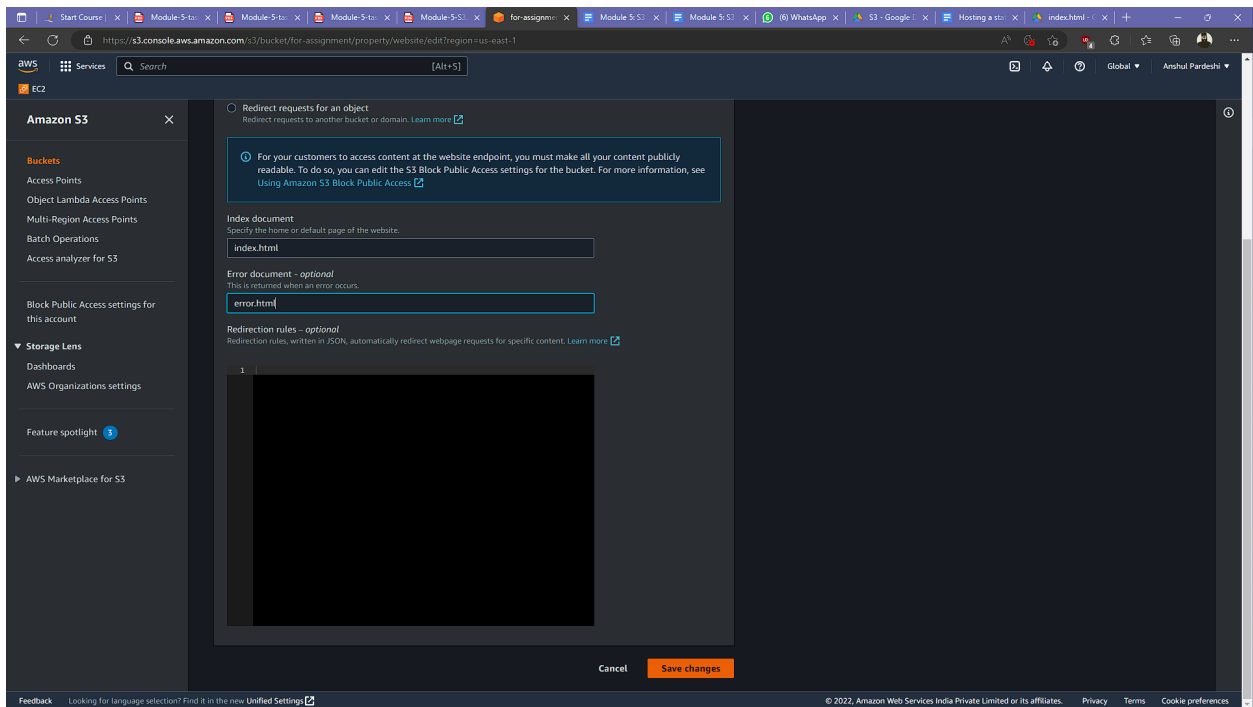 Start Course |
Module-5-tas
Module-5-tas
Module-5-tas
Module-5-S3
for-assignmen
Module 5: S3
Module 5: S3
(6) WhatsApp
S3 - Google D
Hosting a stat
index.html - G
https://s3.console.aws.amazon.com/s3/bucket/for-assignment/property/website/edit?region=us-east-1
4
aws
Services
Search
[Alt+S]
Global
Anshul Pardeshi
EC2
Amazon S3
Buckets
Access Points
Object Lambda Access Points
Multi-Region Access Points
Batch Operations
Access analyzer for S3
Block Public Access settings for
this account
Storage Lens
Dashboards
AWS Organizations settings
Feature spotlight 3
AWS Marketplace for S3
Redirect requests for an object
Redirect requests to another bucket or domain. Learn more
For your customers to access content at the website endpoint, you must make all your content publicly
readable. To do so, you can edit the S3 Block Public Access settings for the bucket. For more information, see
Using Amazon S3 Block Public Access
Index document
Specify the home or default page of the website.
index.html
Error document - optional
This is returned when an error occurs.
error.html
Redirection rules – optional
Redirection rules, written in JSON, automatically redirect webpage requests for specific content. Learn more
1
Cancel
Save changes
Feedback
Looking for language selection? Find it in the new Unified Settings
© 2022, Amazon Web Services India Private Limited or its affiliates.
Privacy
Terms
Cookie preferences